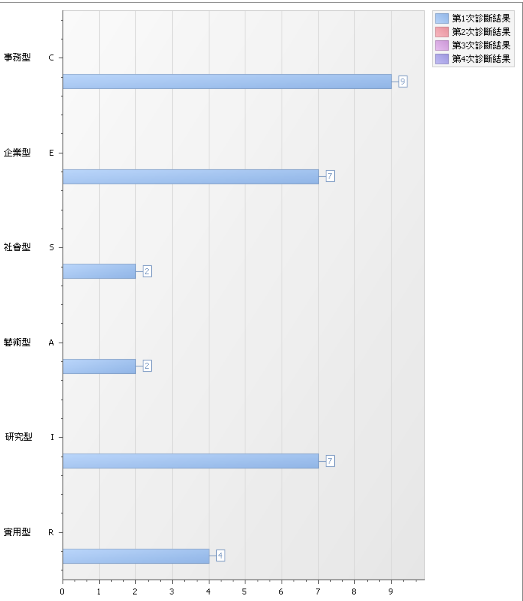 第1次診斷結果
第2次診斷結果
第3次診斷結果
第4次診斷結果
事務型 C
9
企業型 E
7
社會型 S
2
藝術型 A
2
研究型 I
7
實用型 R
4
0 1 2 3 4 5 6 7 8 9